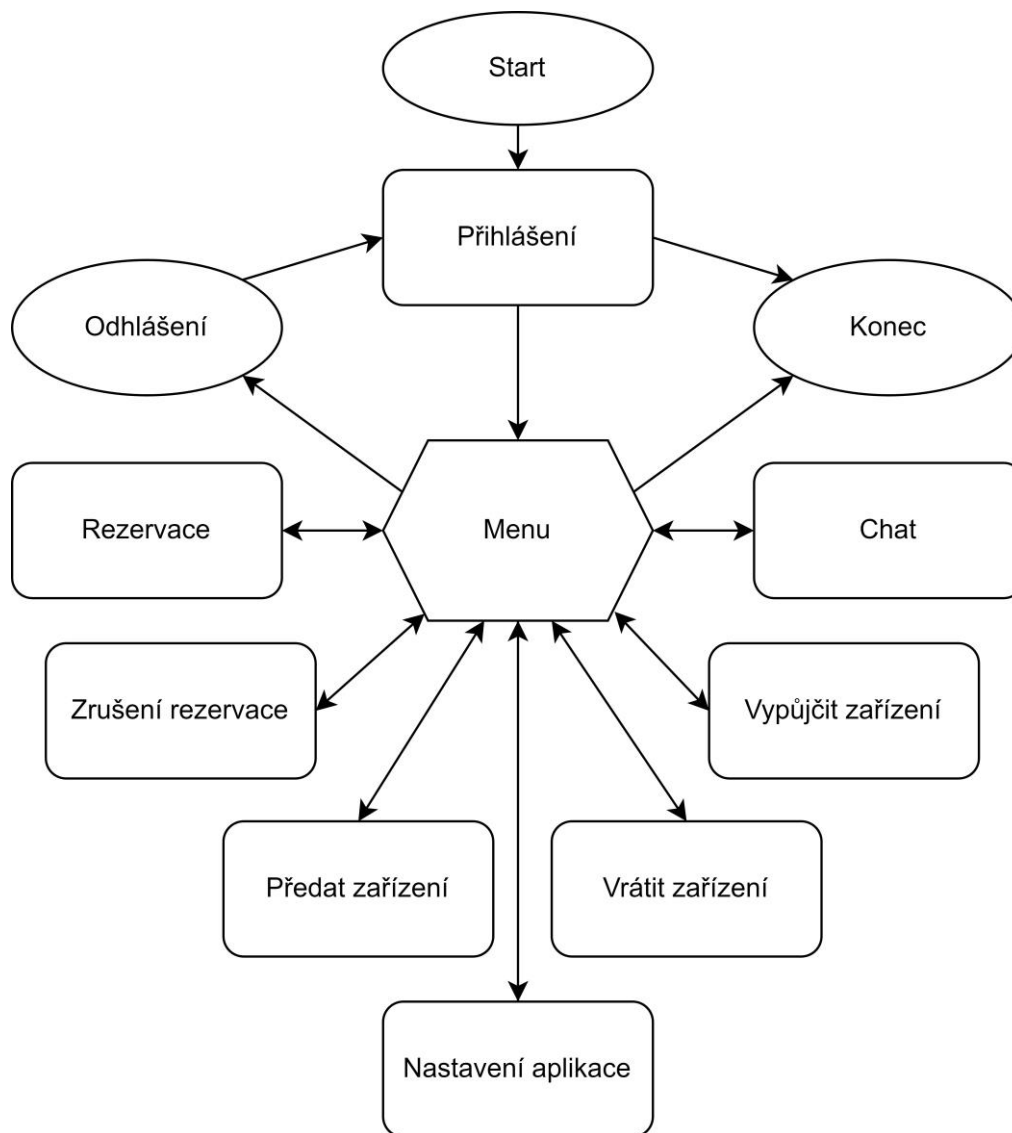 Start
Přihlášení
Odhlášení
Konec
Rezervace
Menu
Chat
Zrušení rezervace
Vypůjčit zařízení
Předat zařízení
Vrátit zařízení
Nastavení aplikace